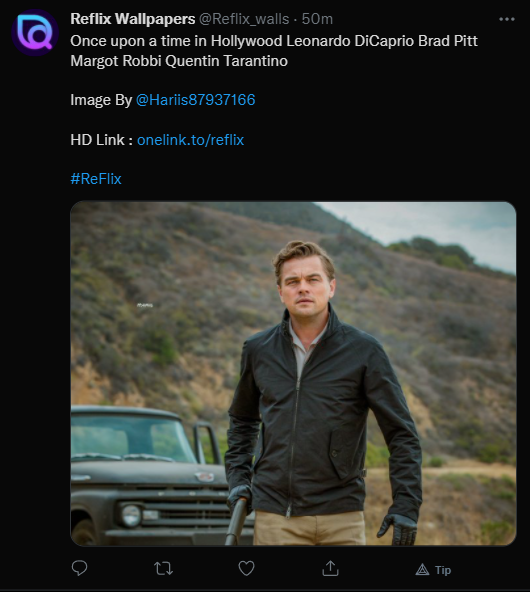 Reflix Wallpapers @Reflix_walls · 50m
Once upon a time in Hollywood Leonardo DiCaprio Brad Pitt
Margot Robbi Quentin Tarantino
Image By @Hariis87937166
HD Link : onelink.to/reflix
#ReFlix
Tip